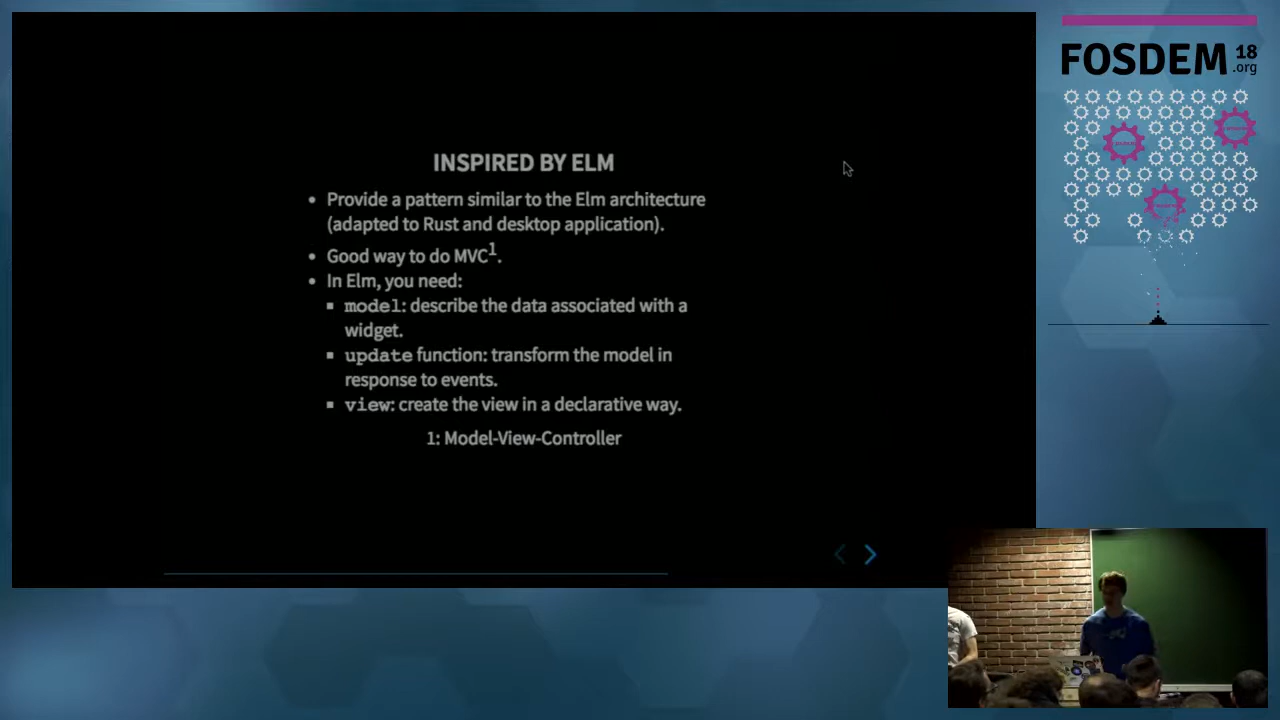 FOSDEM 18
.org
INSPIRED BY ELM
• Provide a pattern similar to the Elm architecture
(adapted to Rust and desktop application).
• Good way to do MVC1.
• In Elm, you need:
▪ model: describe the data associated with a
widget.
▪ update function: transform the model in
response to events.
▪ view: create the view in a declarative way.
1: Model-View-Controller